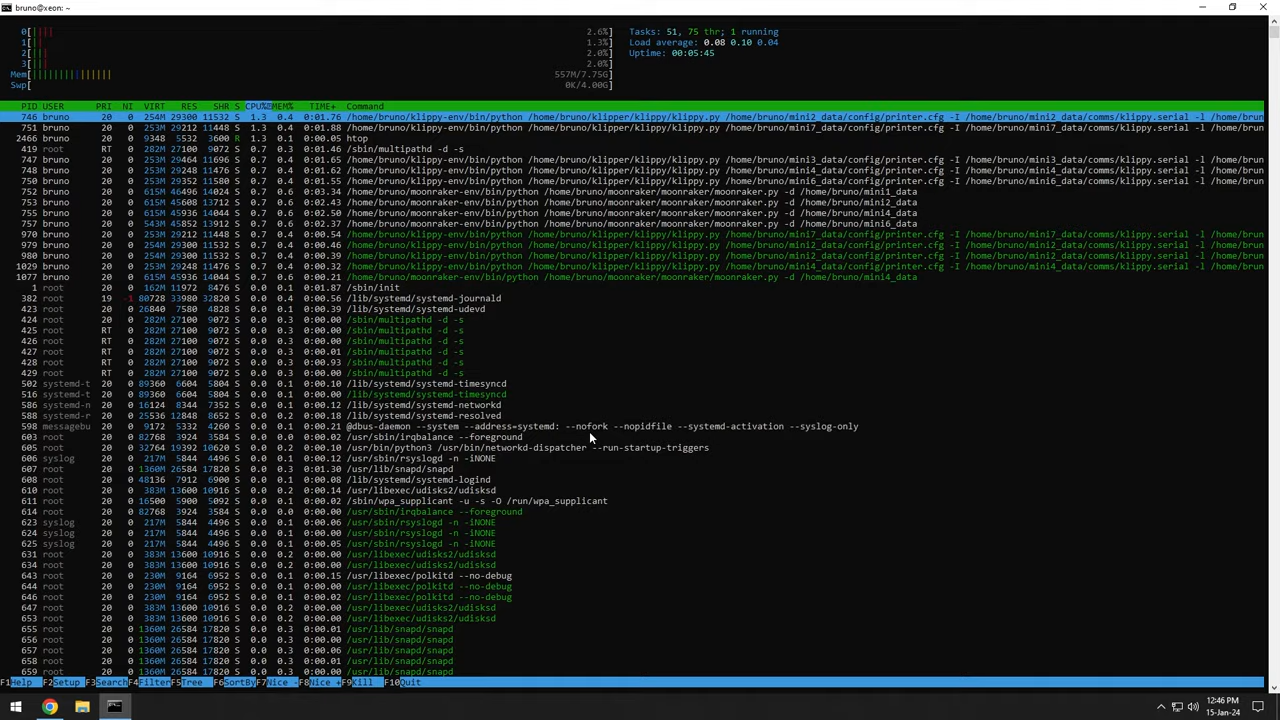 bruno@xeon: ~
0[|||| 2.6%] Tasks: 51, 75 thr; 1 running
1[|| 1.3%] Load average: 0.08 0.10 0.04
2[||| 2.0%] Uptime: 00:05:45
3[||| 2.0%]
Mem[|||||||||||||||||| 557M/7.75G]
Swp[ 0K/4.00G]
PID USER PRI NI VIRT RES SHR S CPU% MEM% TIME+ Command
746 bruno 20 0 254M 29300 11532 S 1.3 0.4 0:01.76 /home/bruno/klippy-env/bin/python /home/bruno/klipper/klippy/klippy.py /home/bruno/mini2_data/config/printer.cfg -I /home/bruno/mini2_data/comms/klippy.serial -l /home/brun
751 bruno 20 0 253M 29212 11448 S 1.3 0.4 0:01.88 /home/bruno/klippy-env/bin/python /home/bruno/klipper/klippy/klippy.py /home/bruno/mini7_data/config/printer.cfg -I /home/bruno/mini7_data/comms/klippy.serial -l /home/brun
2466 bruno 20 0 9348 5532 3600 R 1.3 0.1 0:00.05 htop
419 root RT 0 282M 27100 9072 S 0.7 0.3 0:01.46 /sbin/multipathd -d -s
747 bruno 20 0 253M 29464 11696 S 0.7 0.4 0:01.65 /home/bruno/klippy-env/bin/python /home/bruno/klipper/klippy/klippy.py /home/bruno/mini3_data/config/printer.cfg -I /home/bruno/mini3_data/comms/klippy.serial -l /home/brun
748 bruno 20 0 253M 29248 11476 S 0.7 0.4 0:01.62 /home/bruno/klippy-env/bin/python /home/bruno/klipper/klippy/klippy.py /home/bruno/mini4_data/config/printer.cfg -I /home/bruno/mini4_data/comms/klippy.serial -l /home/brun
750 bruno 20 0 253M 29352 11588 S 0.7 0.4 0:01.55 /home/bruno/klippy-env/bin/python /home/bruno/klipper/klippy/klippy.py /home/bruno/mini6_data/config/printer.cfg -I /home/bruno/mini6_data/comms/klippy.serial -l /home/brun
752 bruno 20 0 615M 46496 14024 S 0.7 0.6 0:03.34 /home/bruno/moonraker-env/bin/python /home/bruno/moonraker/moonraker/moonraker.py -d /home/bruno/mini1_data
753 bruno 20 0 615M 45608 13712 S 0.7 0.6 0:02.43 /home/bruno/moonraker-env/bin/python /home/bruno/moonraker/moonraker/moonraker.py -d /home/bruno/mini2_data
755 bruno 20 0 615M 45936 14044 S 0.7 0.6 0:02.50 /home/bruno/moonraker-env/bin/python /home/bruno/moonraker/moonraker/moonraker.py -d /home/bruno/mini4_data
757 bruno 20 0 543M 45852 13912 S 0.7 0.6 0:02.37 /home/bruno/moonraker-env/bin/python /home/bruno/moonraker/moonraker/moonraker.py -d /home/bruno/mini6_data
970 bruno 20 0 253M 29212 11448 S 0.7 0.4 0:00.54 /home/bruno/klippy-env/bin/python /home/bruno/klipper/klippy/klippy.py /home/bruno/mini7_data/config/printer.cfg -I /home/bruno/mini7_data/comms/klippy.serial -l /home/brun
979 bruno 20 0 254M 29300 11532 S 0.7 0.4 0:00.46 /home/bruno/klippy-env/bin/python /home/bruno/klipper/klippy/klippy.py /home/bruno/mini2_data/config/printer.cfg -I /home/bruno/mini2_data/comms/klippy.serial -l /home/brun
980 bruno 20 0 254M 29300 11532 S 0.7 0.4 0:00.39 /home/bruno/klippy-env/bin/python /home/bruno/klipper/klippy/klippy.py /home/bruno/mini2_data/config/printer.cfg -I /home/bruno/mini2_data/comms/klippy.serial -l /home/brun
1029 bruno 20 0 253M 29248 11476 S 0.7 0.4 0:00.32 /home/bruno/klippy-env/bin/python /home/bruno/klipper/klippy/klippy.py /home/bruno/mini4_data/config/printer.cfg -I /home/bruno/mini4_data/comms/klippy.serial -l /home/brun
1077 bruno 20 0 615M 45936 14044 S 0.7 0.6 0:00.21 /home/bruno/moonraker-env/bin/python /home/bruno/moonraker/moonraker/moonraker.py -d /home/bruno/mini4_data
1 root 20 0 162M 11972 8476 S 0.0 0.1 0:01.87 /sbin/init
382 root 19 -1 80728 33980 32820 S 0.0 0.4 0:00.56 /lib/systemd/systemd-journald
423 root 20 0 26840 7580 4828 S 0.0 0.1 0:00.39 /lib/systemd/systemd-udevd
424 root 20 0 282M 27100 9072 S 0.0 0.3 0:00.00 /sbin/multipathd -d -s
425 root RT 0 282M 27100 9072 S 0.0 0.3 0:00.00 /sbin/multipathd -d -s
426 root RT 0 282M 27100 9072 S 0.0 0.3 0:00.00 /sbin/multipathd -d -s
427 root RT 0 282M 27100 9072 S 0.0 0.3 0:00.01 /sbin/multipathd -d -s
428 root RT 0 282M 27100 9072 S 0.0 0.3 0:00.93 /sbin/multipathd -d -s
429 root RT 0 282M 27100 9072 S 0.0 0.3 0:00.00 /sbin/multipathd -d -s
502 systemd-t 20 0 89360 6604 5804 S 0.0 0.1 0:00.10 /lib/systemd/systemd-timesyncd
516 systemd-t 20 0 89360 6604 5804 S 0.0 0.1 0:00.00 /lib/systemd/systemd-timesyncd
586 systemd-n 20 0 16124 8344 7352 S 0.0 0.1 0:00.12 /lib/systemd/systemd-networkd
588 systemd-r 20 0 25536 12848 8652 S 0.0 0.2 0:00.16 /lib/systemd/systemd-resolved
598 messagebu 20 0 9172 5332 4260 S 0.0 0.1 0:00.21 @dbus-daemon --system --address=systemd: --nofork --nopidfile --systemd-activation --syslog-only
603 root 20 0 82768 3924 3584 S 0.0 0.0 0:00.08 /usr/sbin/irqbalance --foreground
605 root 20 0 32764 19392 10268 S 0.0 0.2 0:00.10 /usr/bin/python3 /usr/bin/networkd-dispatcher --run-startup-triggers
606 syslog 20 0 217M 5844 4496 S 0.0 0.1 0:00.12 /usr/sbin/rsyslogd -n -iNONE
607 root 20 0 1360M 26584 17820 S 0.0 0.3 0:01.30 /usr/lib/snapd/snapd
608 root 20 0 48136 7912 6900 S 0.0 0.1 0:00.08 /lib/systemd/systemd-logind
610 root 20 0 383M 13600 10916 S 0.0 0.2 0:00.14 /usr/libexec/udisks2/udisksd
611 root 20 0 16500 5900 5092 S 0.0 0.1 0:00.02 /sbin/wpa_supplicant -u -s -O /run/wpa_supplicant
614 root 20 0 82768 3924 3584 S 0.0 0.0 0:00.00 /usr/sbin/irqbalance --foreground
623 syslog 20 0 217M 5844 4496 S 0.0 0.1 0:00.02 /usr/sbin/rsyslogd -n -iNONE
624 syslog 20 0 217M 5844 4496 S 0.0 0.1 0:00.00 /usr/sbin/rsyslogd -n -iNONE
625 syslog 20 0 217M 5844 4496 S 0.0 0.1 0:00.05 /usr/sbin/rsyslogd -n -iNONE
631 root 20 0 383M 13600 10916 S 0.0 0.2 0:00.00 /usr/libexec/udisks2/udisksd
634 root 20 0 383M 13600 10916 S 0.0 0.2 0:00.00 /usr/libexec/udisks2/udisksd
643 root 20 0 230M 9164 6952 S 0.0 0.1 0:00.15 /usr/libexec/polkitd --no-debug
644 root 20 0 230M 9164 6952 S 0.0 0.1 0:00.00 /usr/libexec/polkitd --no-debug
646 root 20 0 230M 9164 6952 S 0.0 0.1 0:00.02 /usr/libexec/polkitd --no-debug
647 root 20 0 383M 13600 10916 S 0.0 0.2 0:00.00 /usr/libexec/udisks2/udisksd
653 root 20 0 383M 13600 10916 S 0.0 0.2 0:00.00 /usr/libexec/udisks2/udisksd
655 root 20 0 1360M 26584 17820 S 0.0 0.3 0:00.01 /usr/lib/snapd/snapd
656 root 20 0 1360M 26584 17820 S 0.0 0.3 0:00.00 /usr/lib/snapd/snapd
657 root 20 0 1360M 26584 17820 S 0.0 0.3 0:00.06 /usr/lib/snapd/snapd
658 root 20 0 1360M 26584 17820 S 0.0 0.3 0:00.00 /usr/lib/snapd/snapd
659 root 20 0 1360M 26584 17820 S 0.0 0.3 0:00.00 /usr/lib/snapd/snapd
F1Help F2Setup F3SearchF4FilterF5Tree F6SortByF7Nice -F8Nice +F9Kill F10Quit
12:46 PM
15-Jan-24